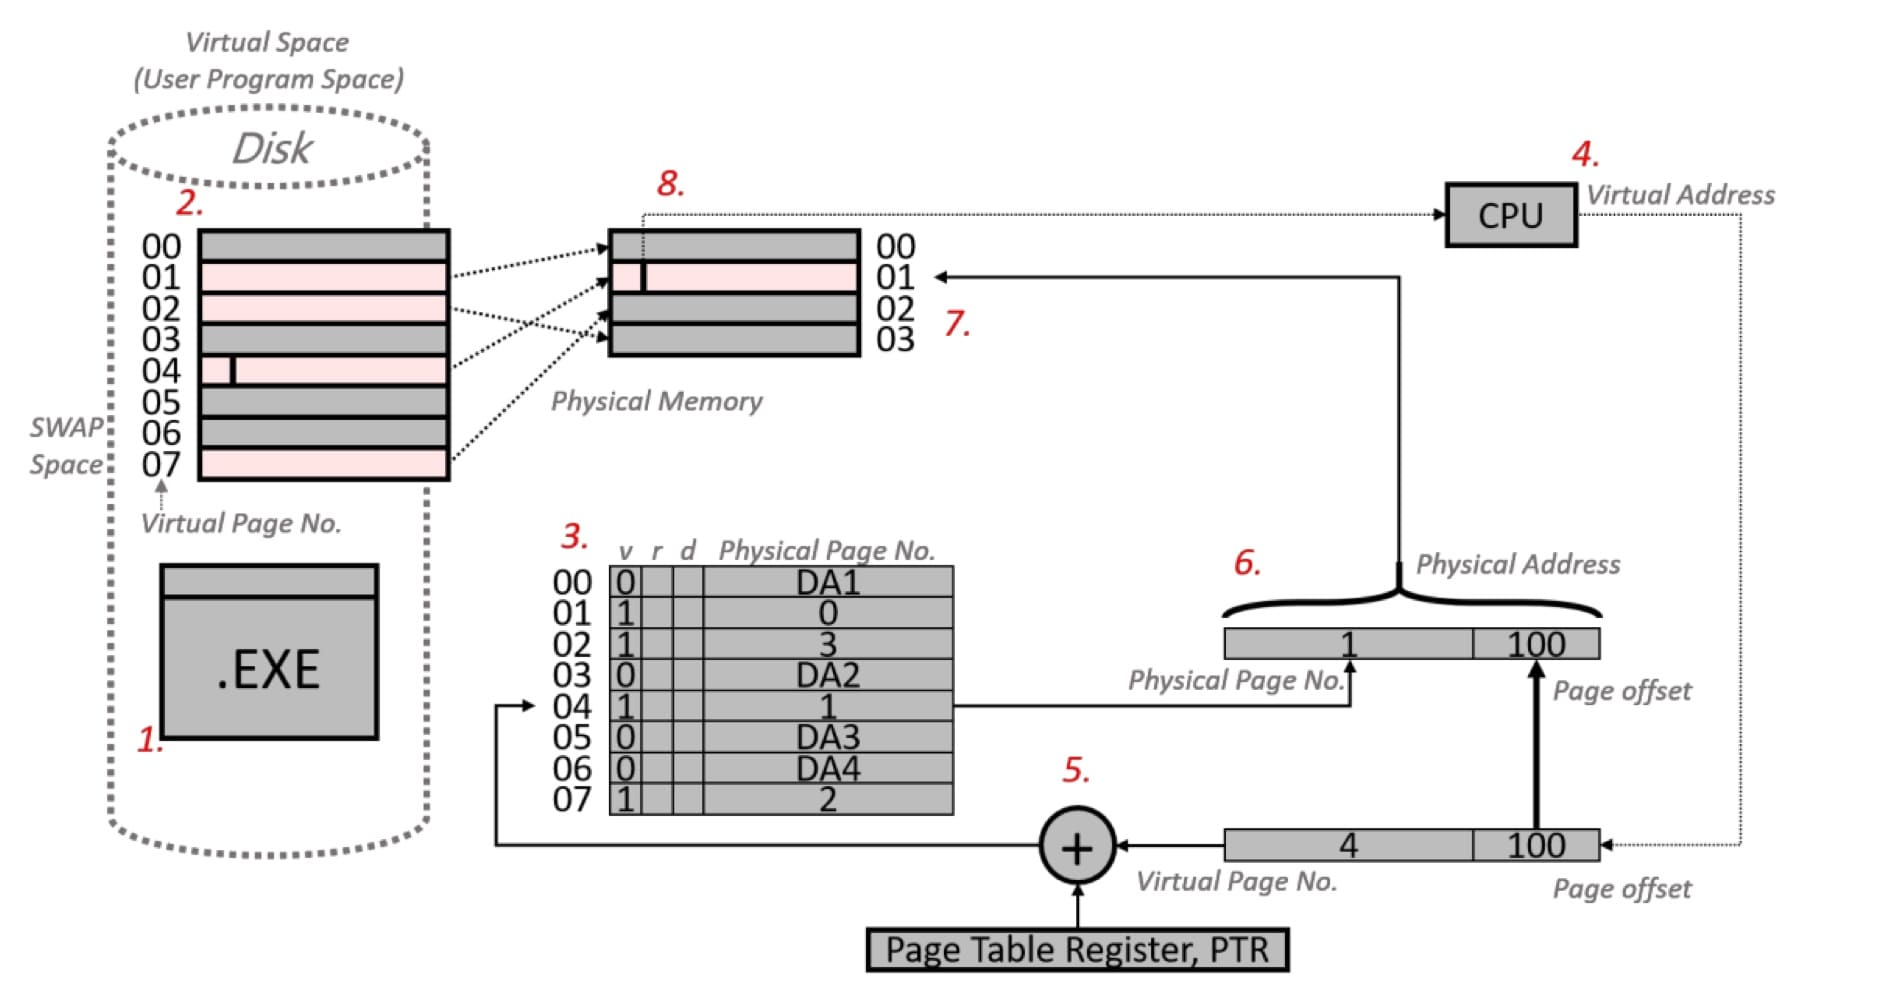 Virtual Space
(User Program Space)
Disk
2.
00
01
02
03
04
05
06
07
SWAP
Space
Virtual Page No.
.EXE
1.
8.
00
01
02
03
7.
Physical Memory
4.
CPU
Virtual Address
3.
v r d Physical Page No.
00 0 DA1
01 1 0
02 1 3
03 0 DA2
04 1 1
05 0 DA3
06 0 DA4
07 1 2
6.
Physical Address
1 100
Physical Page No.
Page offset
5.
+
4 100
Virtual Page No.
Page offset
Page Table Register, PTR